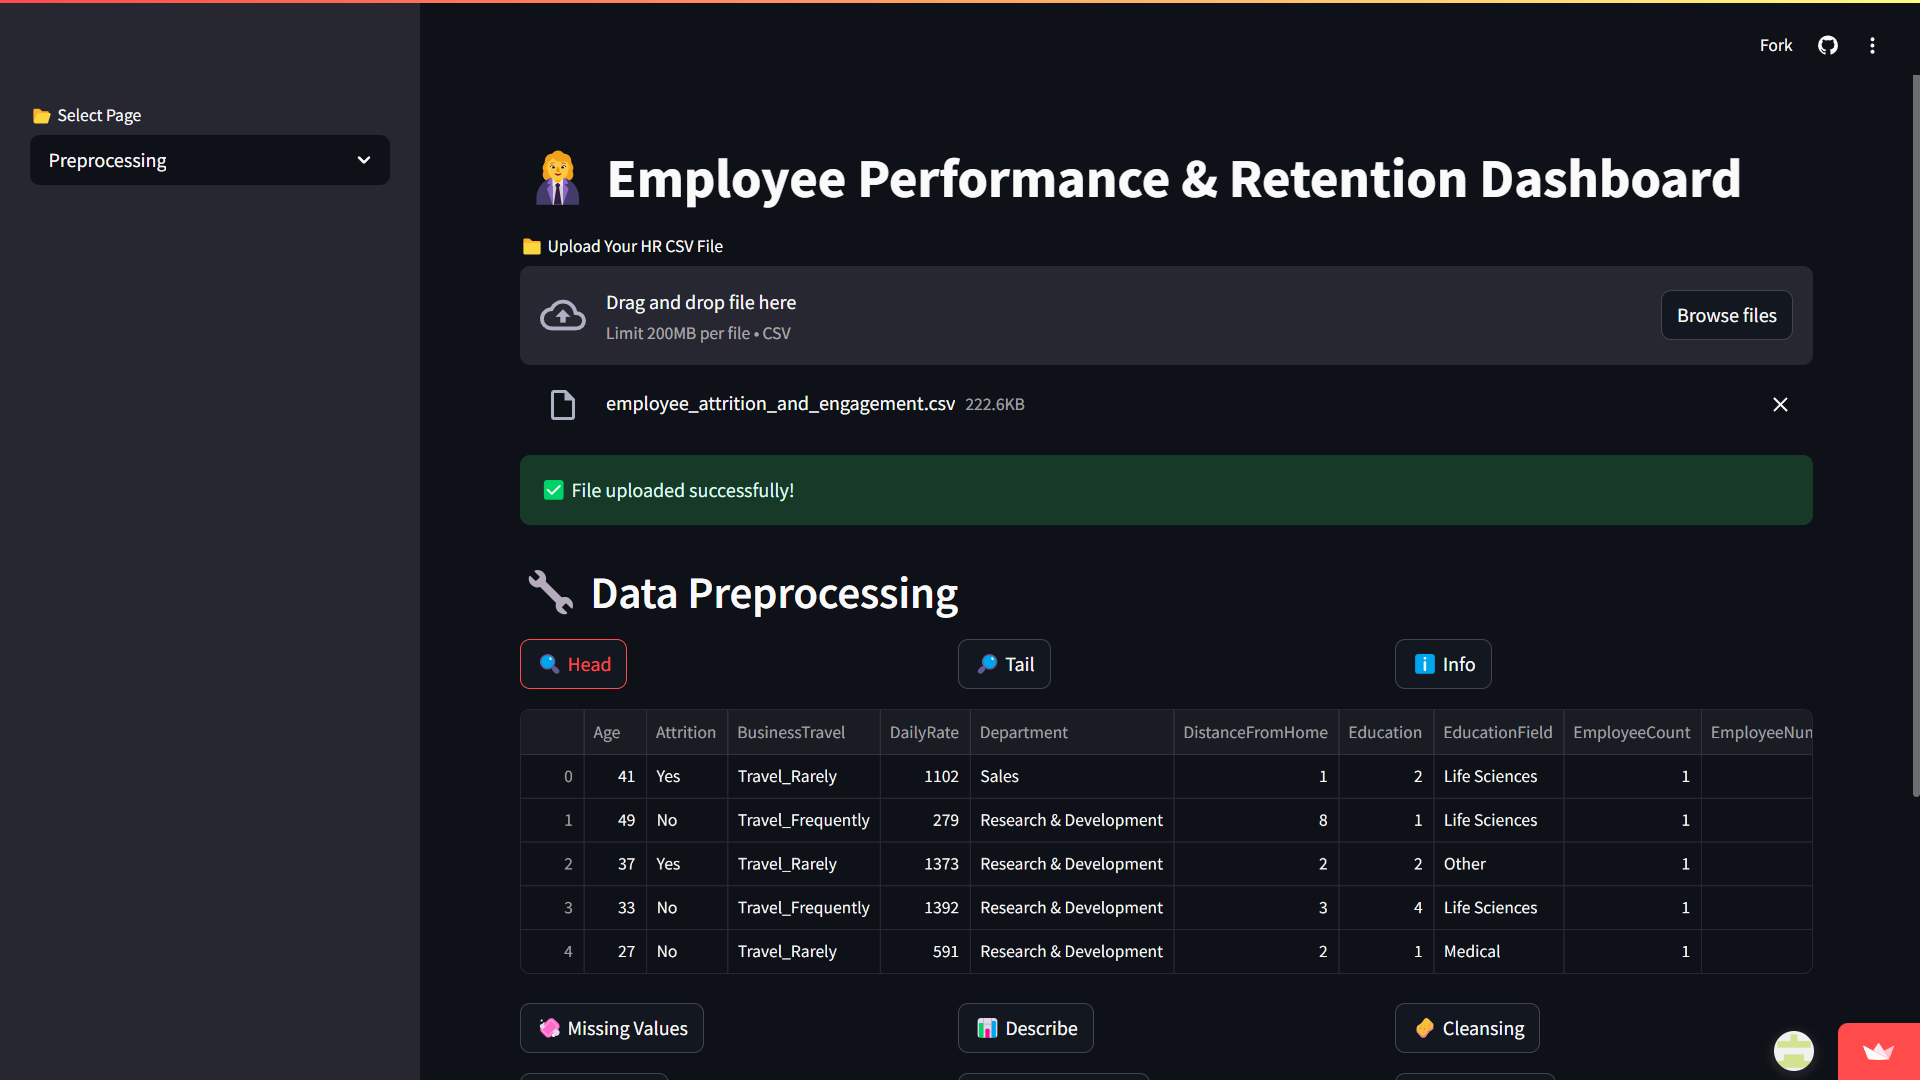 Fork
Select Page
Preprocessing
Employee Performance & Retention Dashboard
Upload Your HR CSV File
Drag and drop file here
Limit 200MB per file • CSV
Browse files
employee_attrition_and_engagement.csv 222.6KB
File uploaded successfully!
Data Preprocessing
Head Tail Info
Age Attrition BusinessTravel DailyRate Department DistanceFromHome Education EducationField EmployeeCount EmployeeNun
0 41 Yes Travel_Rarely 1102 Sales 1 2 Life Sciences 1
1 49 No Travel_Frequently 279 Research & Development 8 1 Life Sciences 1
2 37 Yes Travel_Rarely 1373 Research & Development 2 2 Other 1
3 33 No Travel_Frequently 1392 Research & Development 3 4 Life Sciences 1
4 27 No Travel_Rarely 591 Research & Development 2 1 Medical 1
Missing Values Describe Cleansing